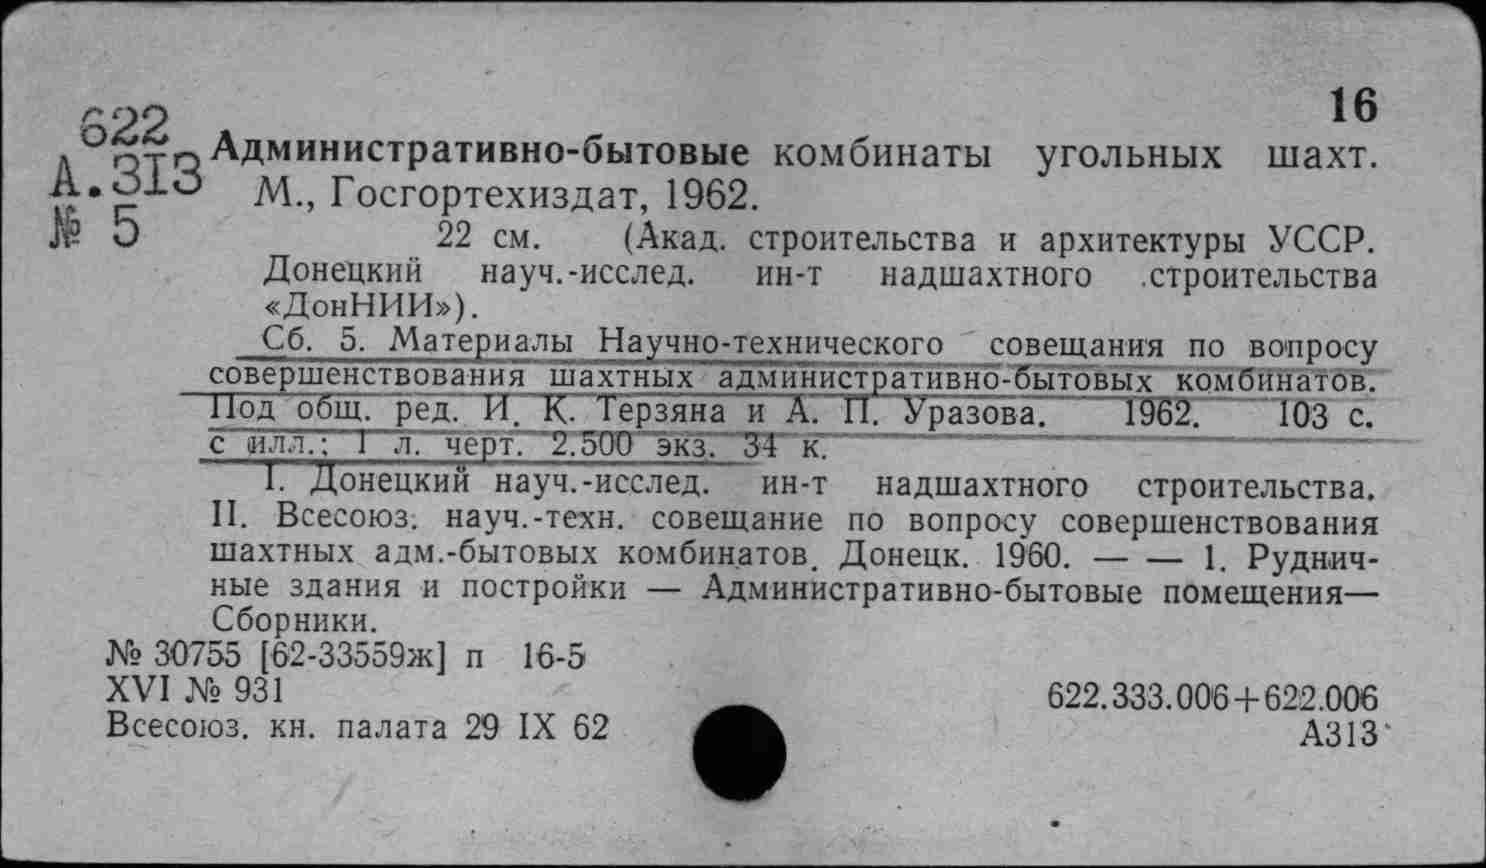 16
622
А.313
№ 5
Административно-бытовые комбинаты угольных шахт.
М., Госгортехиздат, 1962.
22 см. (Акад. строительства и архитектуры УССР.
Донецкий науч.-исслед. ин-т надшахтного строительства
«ДонНИИ»).
Сб. 5. Материалы Научно-технического совещания по вопросу
совершенствования шахтных административно-бытовых комбинатов.
Под общ. ред. И. К. Терзяна и А. П. Уразова. 1962. 103 с.
с илл.; 1 л. черт. 2.500 экз. 34 к.
I. Донецкий науч.-исслед. ин-т надшахтного строительства.
II. Всесоюз. науч.-техн. совещание по вопросу совершенствования
шахтных адм.-бытовых комбинатов. Донецк. 1960. — — 1. Руднич-
ные здания и постройки — Административно-бытовые помещения—
Сборники.
№ 30755 [62-33559ж] п 16-5
XVI № 931
Всесоюз. кн. палата 29 IX 62
622.333.006+622.006
А313